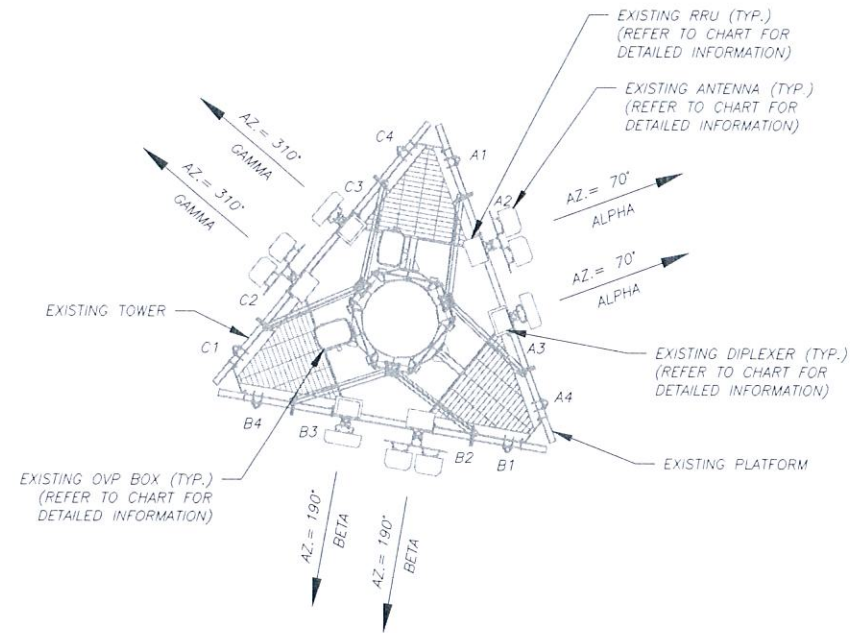 EXISTING RRU (TYP.)
(REFER TO CHART FOR
DETAILED INFORMATION)
EXISTING ANTENNA (TYP.)
(REFER TO CHART FOR
DETAILED INFORMATION)
AZ.= 310°
GAMMA
AZ.= 310°
GAMMA
C4
A1
C3
A2
AZ.= 70°
ALPHA
AZ.= 70°
ALPHA
C2
EXISTING TOWER
C1
A3
EXISTING DIPLEXER (TYP.)
(REFER TO CHART FOR
DETAILED INFORMATION)
A4
B4
B3
B2
B1
EXISTING PLATFORM
EXISTING OVP BOX (TYP.)
(REFER TO CHART FOR
DETAILED INFORMATION)
AZ.= 190°
BETA
AZ.= 190°
BETA